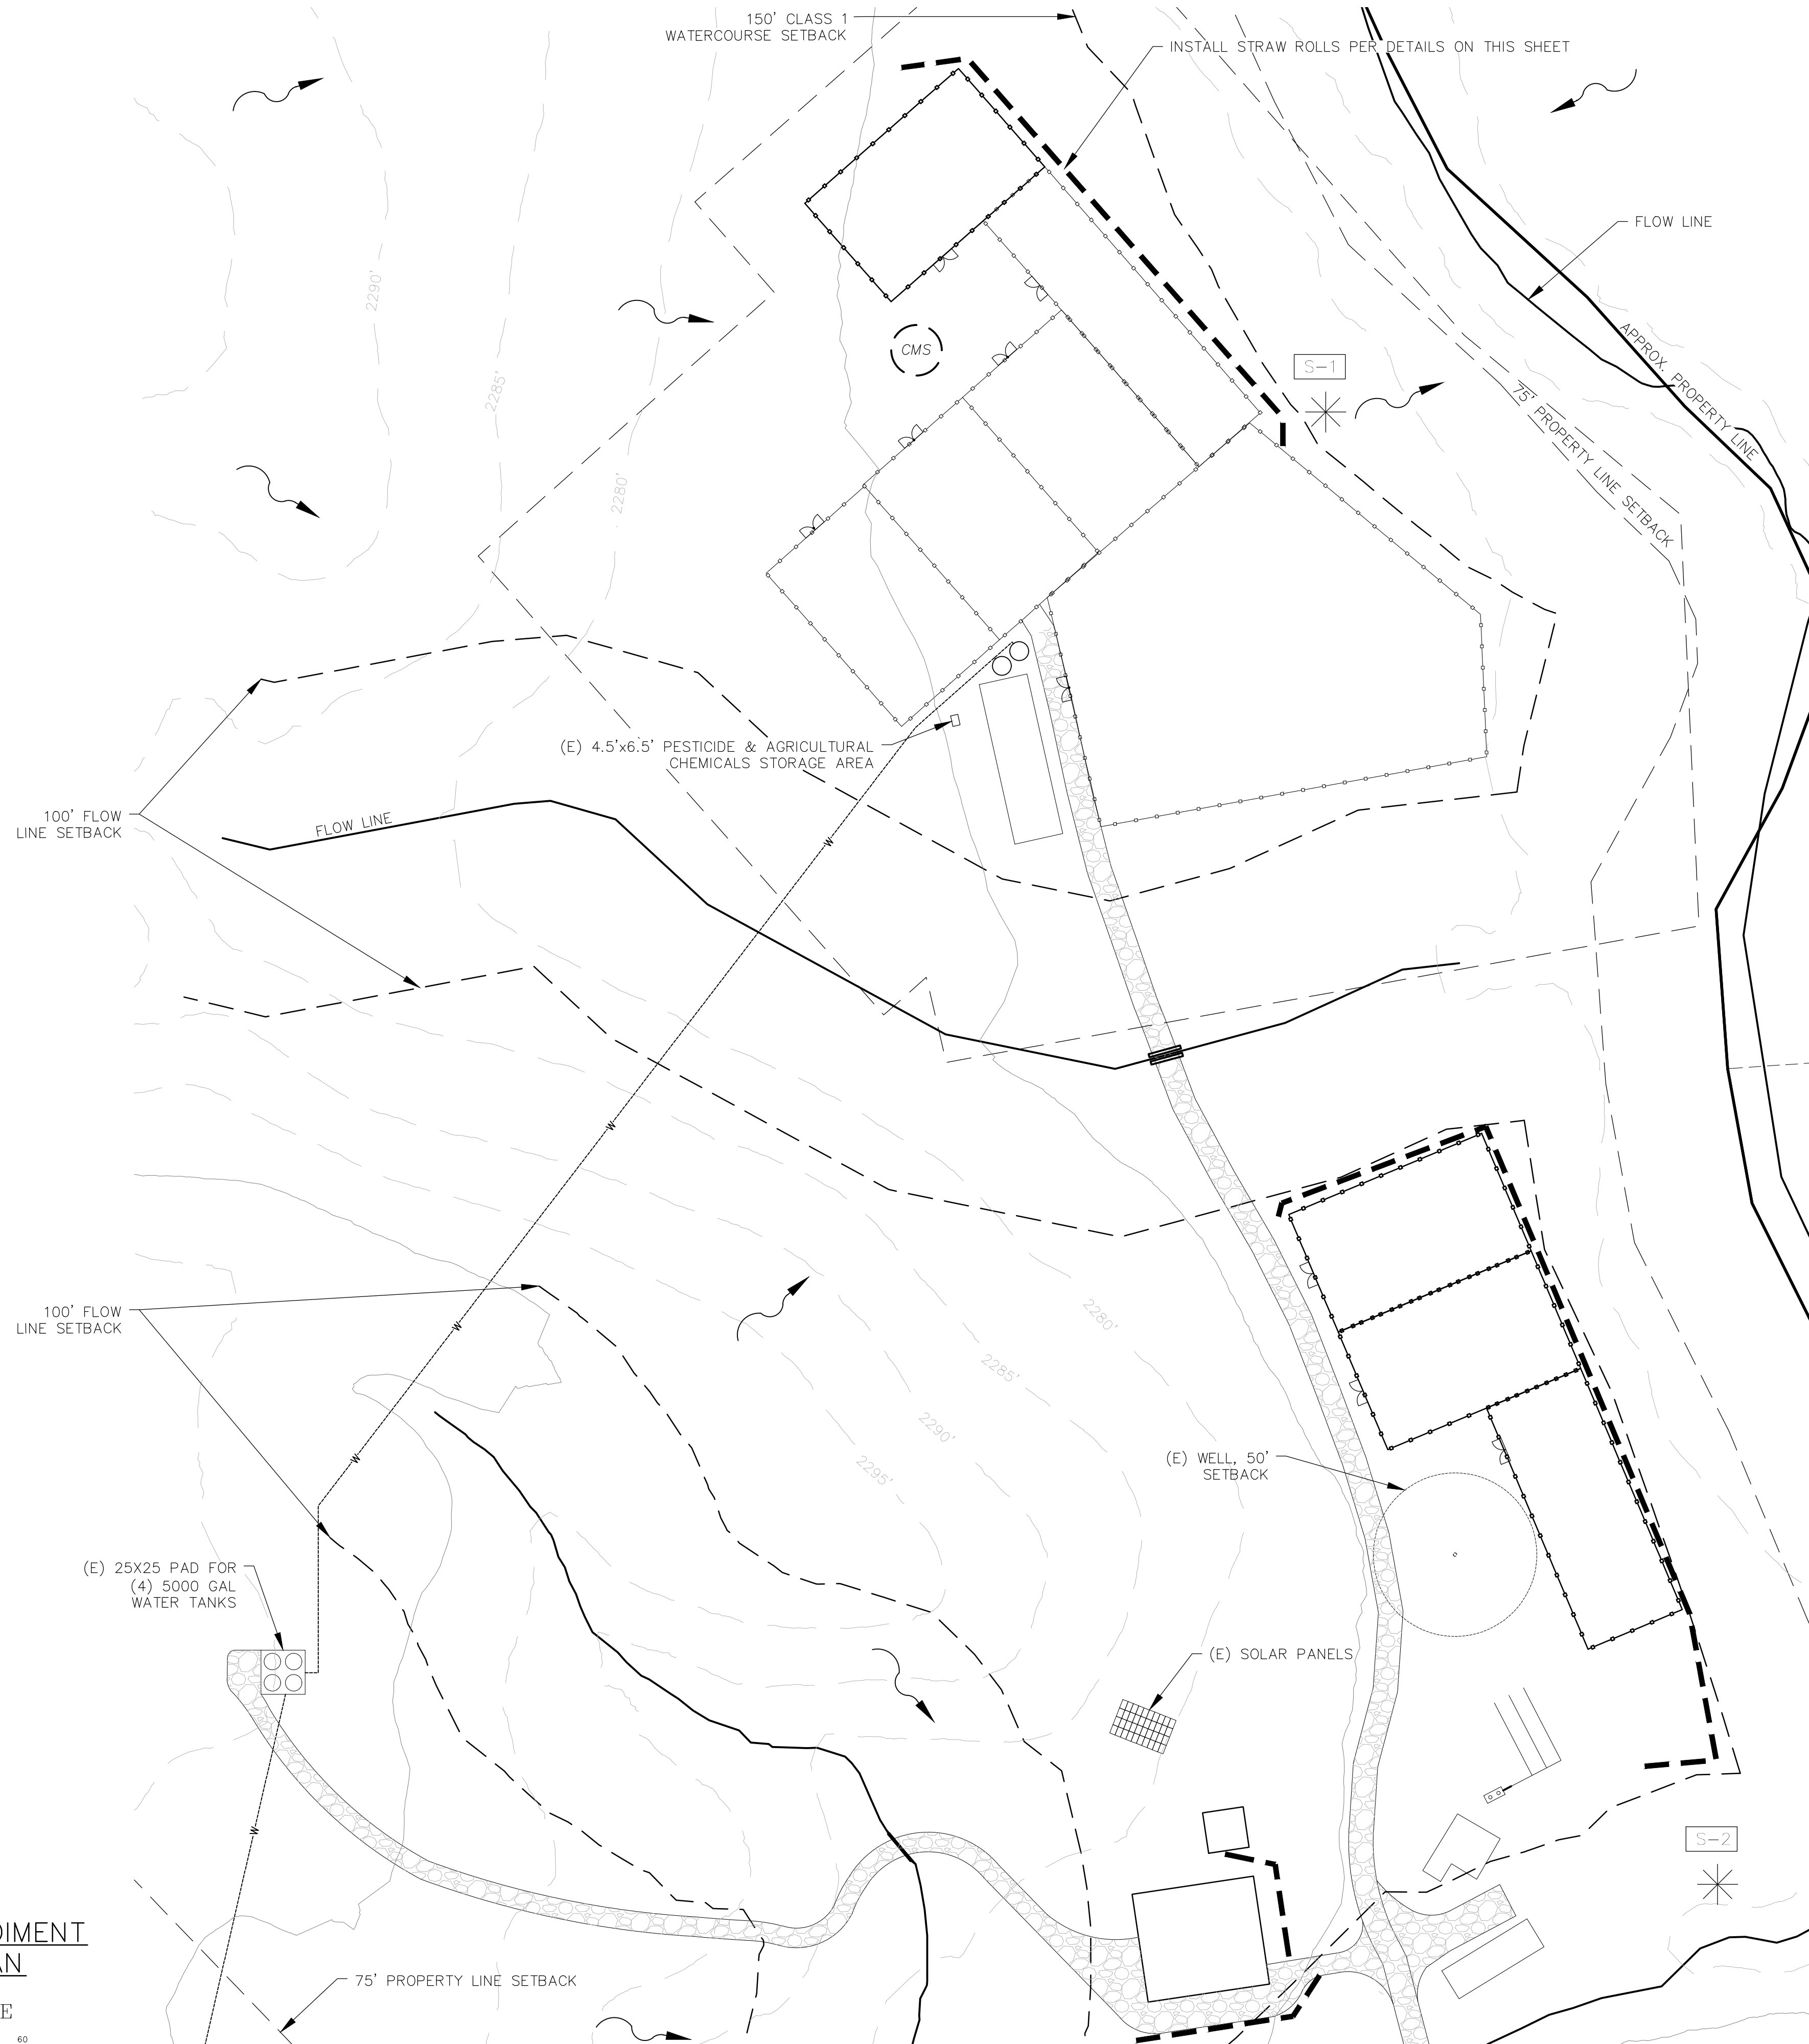 150' CLASS 1
WATERCOURSE SETBACK
INSTALL STRAW ROLLS PER DETAILS ON THIS SHEET
FLOW LINE
APPROX. PROPERTY LINE
75' PROPERTY LINE SETBACK
2290'
2285'
2280'
CMS
S-1
(E) 4.5'x6.5' PESTICIDE & AGRICULTURAL
CHEMICALS STORAGE AREA
100' FLOW
LINE SETBACK
FLOW LINE
W
W
W
W
100' FLOW
LINE SETBACK
2280'
2285'
2290'
2295'
(E) WELL, 50'
SETBACK
(E) 25X25 PAD FOR
(4) 5000 GAL
WATER TANKS
(E) SOLAR PANELS
W
S-2
75' PROPERTY LINE SETBACK
DIMENT
AN
E
60